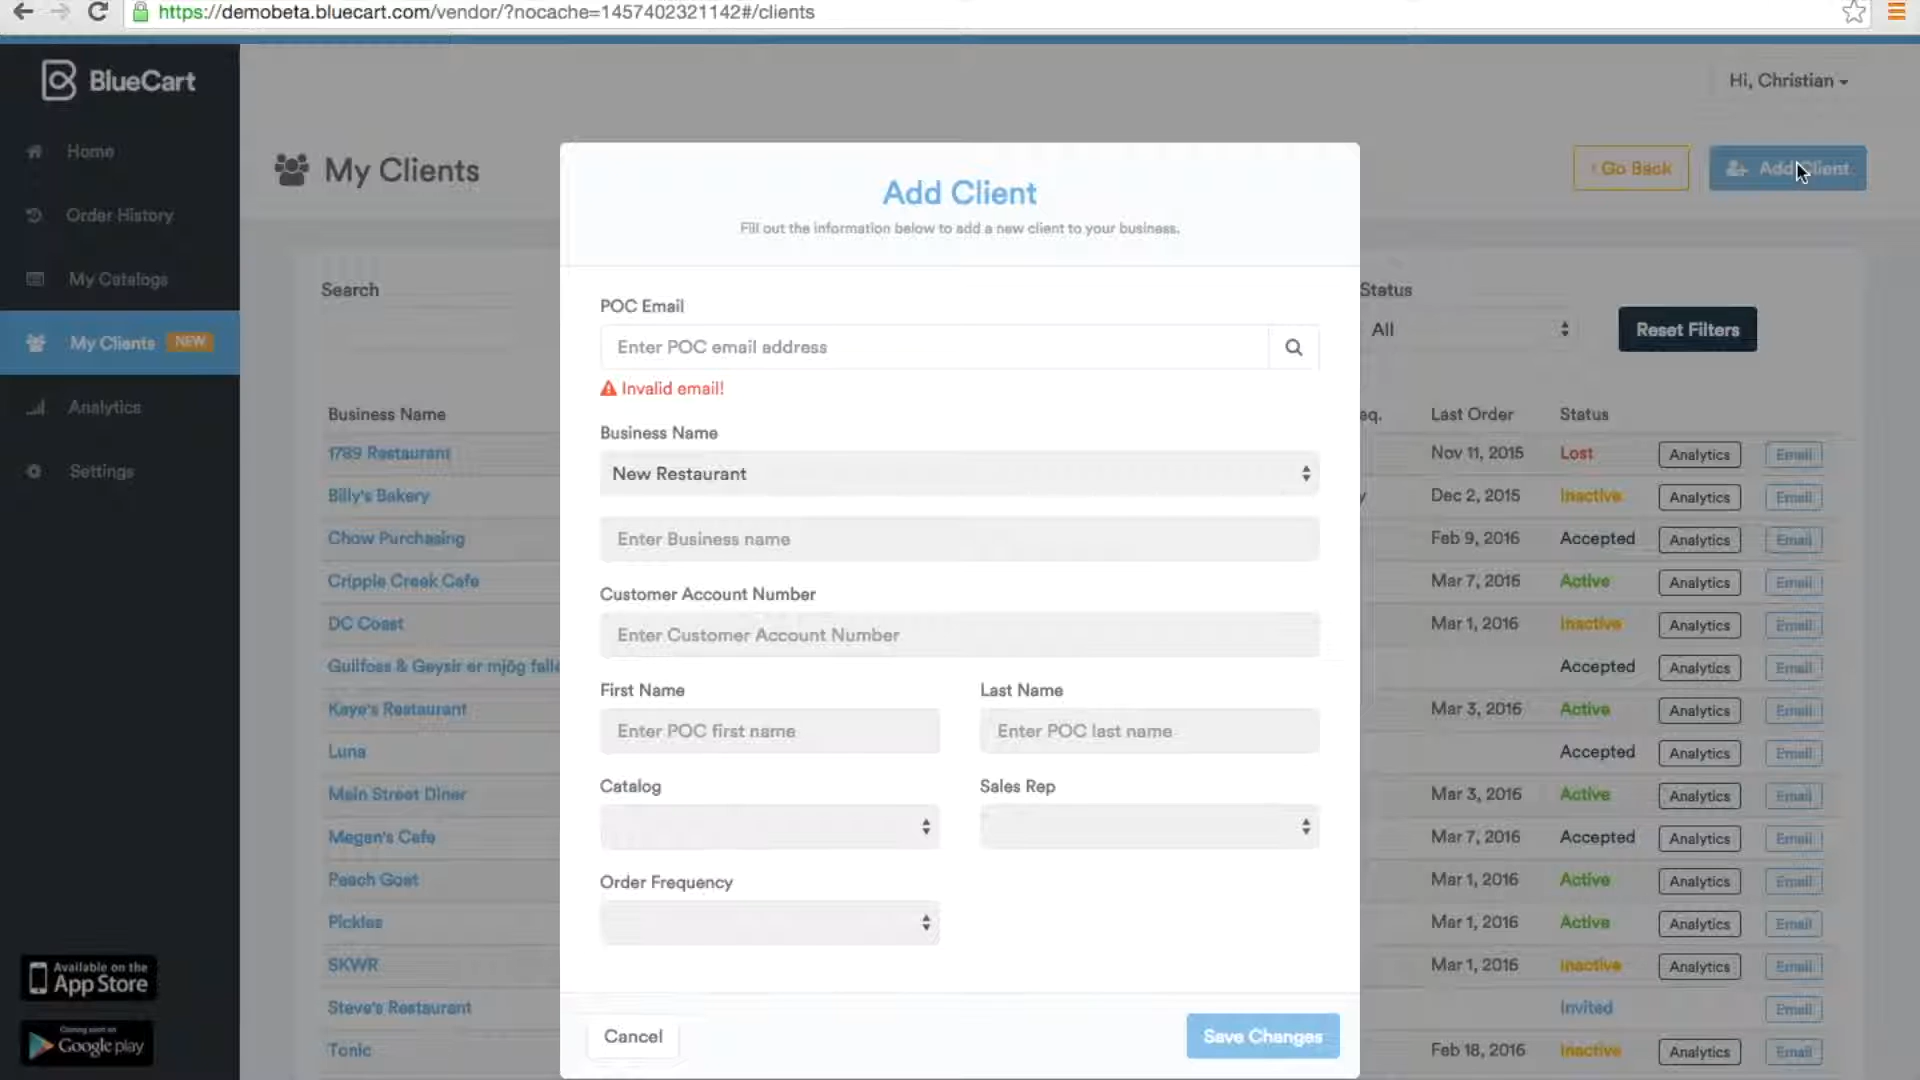 https://demobeta.bluecart.com/vendor/?nocache=1457402321142#/clients
BlueCart
Hi, Christian
Home
Order History
My Catalogs
My Clients NEW
Analytics
Settings
Available on the
App Store
Coming soon on
Google play
My Clients
Go Back
Add Client
Search
Status
All
Reset Filters
Business Name
eq.
Last Order
Status
1789 Restaurant
Nov 11, 2015 Lost Analytics Email
Billy's Bakery
y Dec 2, 2015 Inactive Analytics Email
Chow Purchasing
Feb 9, 2016 Accepted Analytics Email
Cripple Creek Cafe
Mar 7, 2016 Active Analytics Email
DC Coast
Mar 1, 2016 Inactive Analytics Email
Gullfoss & Geysir er mjög falle
Accepted Analytics Email
Kaye's Restaurant
Mar 3, 2016 Active Analytics Email
Luna
Accepted Analytics Email
Main Street Diner
Mar 3, 2016 Active Analytics Email
Megan's Cafe
Mar 7, 2016 Accepted Analytics Email
Peach Goat
Mar 1, 2016 Active Analytics Email
Pickles
Mar 1, 2016 Active Analytics Email
SKWR
Mar 1, 2016 Inactive Analytics Email
Steve's Restaurant
Invited Email
Tonic
Feb 18, 2016 Inactive Analytics Email
Add Client
Fill out the information below to add a new client to your business.
POC Email
Enter POC email address
Invalid email!
Business Name
New Restaurant
Enter Business name
Customer Account Number
Enter Customer Account Number
First Name
Enter POC first name
Last Name
Enter POC last name
Catalog
Sales Rep
Order Frequency
Cancel
Save Changes